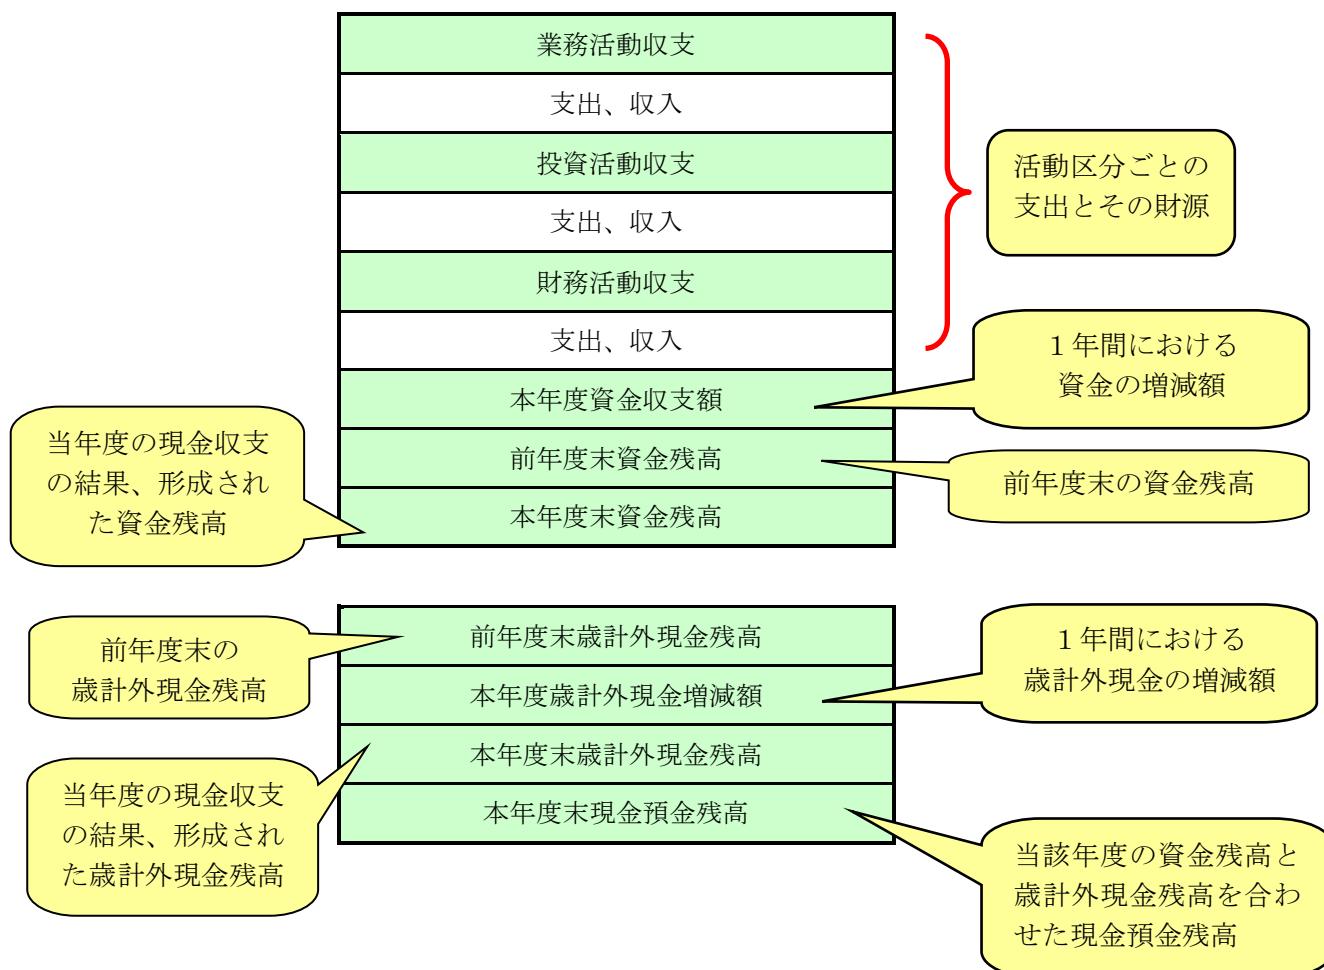 業務活動収支
支出、収入
投資活動収支
支出、収入
財務活動収支
支出、収入
本年度資金収支額
前年度末資金残高
本年度末資金残高
活動区分ごとの
支出とその財源
１年間における
資金の増減額
前年度末の資金残高
当年度の現金収支
の結果、形成され
た資金残高
前年度末歳計外現金残高
本年度歳計外現金増減額
本年度末歳計外現金残高
本年度末現金預金残高
前年度末の
歳計外現金残高
１年間における
歳計外現金の増減額
当年度の現金収支
の結果、形成され
た歳計外現金残高
当該年度の資金残高と
歳計外現金残高を合わ
せた現金預金残高